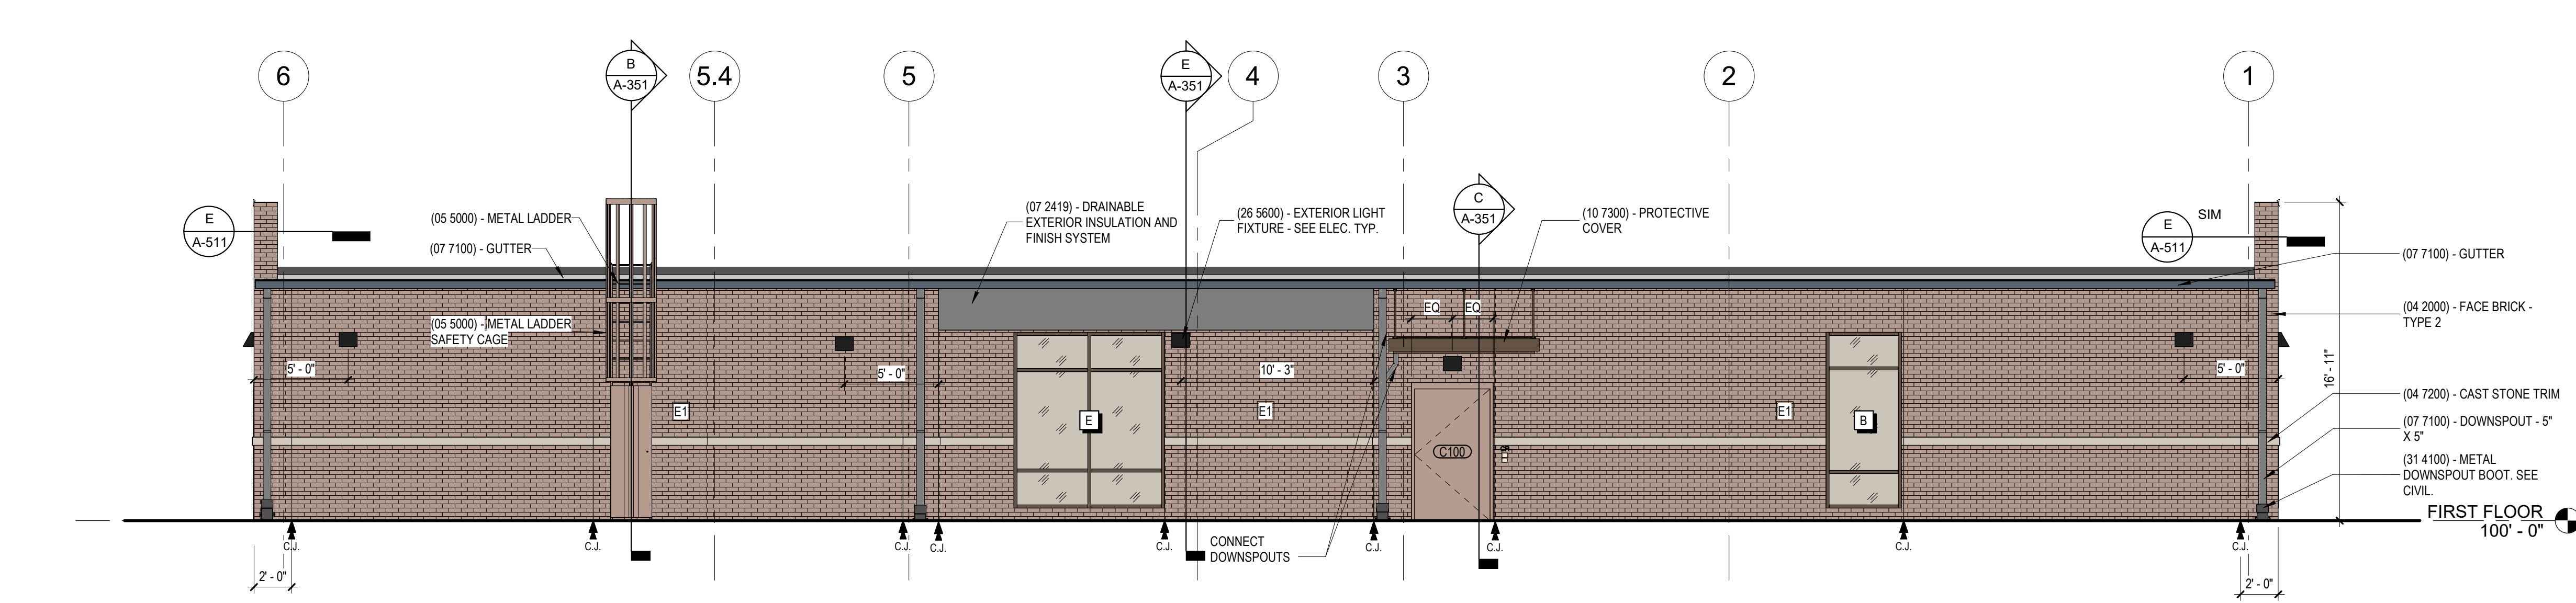 6
B
A-351
5.4
5
E
A-351
4
3
2
1
E
A-511
(05 5000) - METAL LADDER
(07 7100) - GUTTER
(07 2419) - DRAINABLE
EXTERIOR INSULATION AND
FINISH SYSTEM
(26 5600) - EXTERIOR LIGHT
FIXTURE - SEE ELEC. TYP.
C
A-351
(10 7300) - PROTECTIVE
COVER
E
A-511
SIM
(07 7100) - GUTTER
(04 2000) - FACE BRICK -
TYPE 2
(05 5000) - METAL LADDER
SAFETY CAGE
EQ
EQ
16' - 11"
5' - 0"
5' - 0"
10' - 3"
5' - 0"
(04 7200) - CAST STONE TRIM
(07 7100) - DOWNSPOUT - 5"
X 5"
(31 4100) - METAL
DOWNSPOUT BOOT. SEE
CIVIL.
E1
E
E1
E1
B
C100
CR
FIRST FLOOR
100' - 0"
C.J.
C.J.
C.J.
C.J.
C.J.
C.J.
C.J.
C.J.
C.J.
CONNECT
DOWNSPOUTS
2' - 0"
2' - 0"